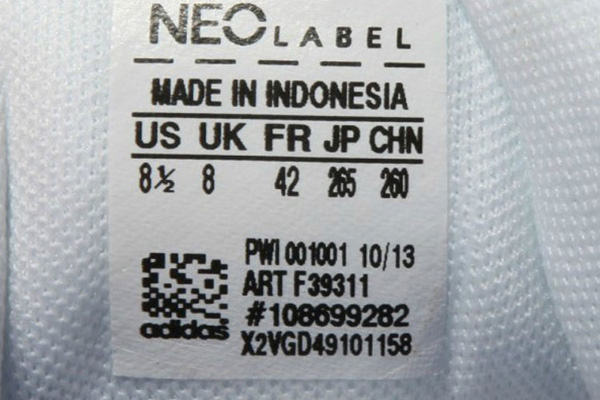 NEO LABEL
MADE IN INDONESIA
US UK FR JP CHN
8½ 8 42 265 260
PWI 001001 10/13
ART F39311
#108699282
adidas
X2VGD49101158